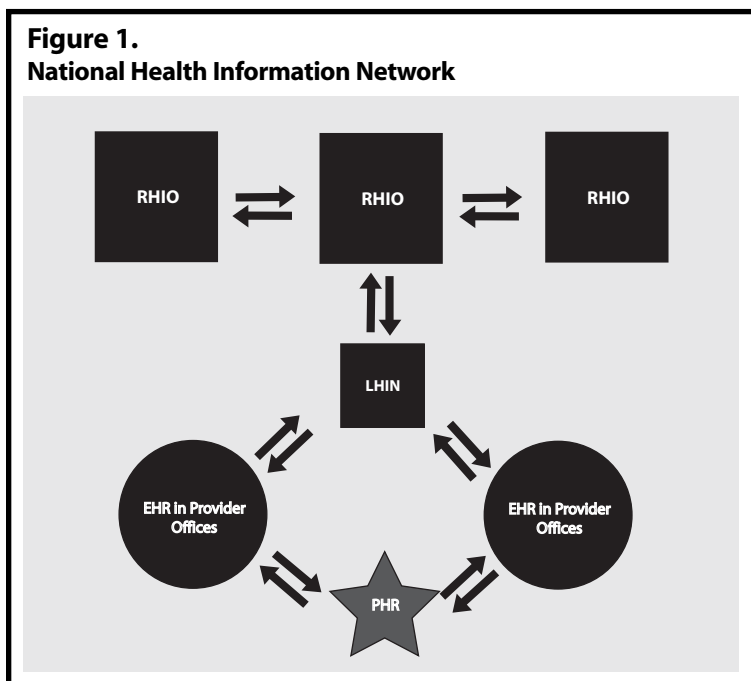 Figure 1.
National Health Information Network
RHIO
RHIO
RHIO
LHIN
EHR in Provider
Offices
EHR in Provider
Offices
PHR